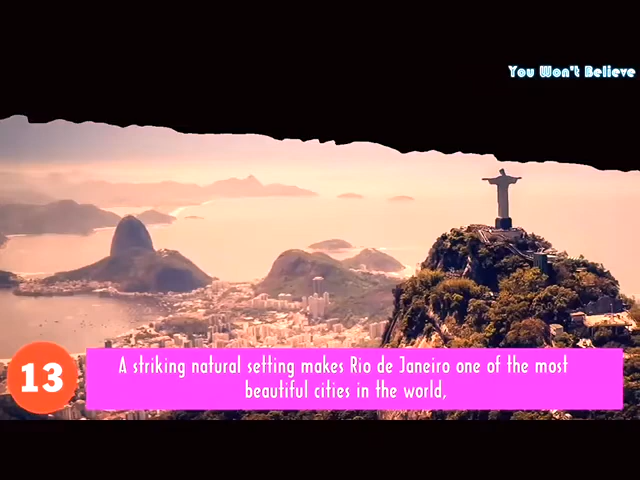 You Won't Believe
13
A striking natural setting makes Rio de Janeiro one of the most
beautiful cities in the world,